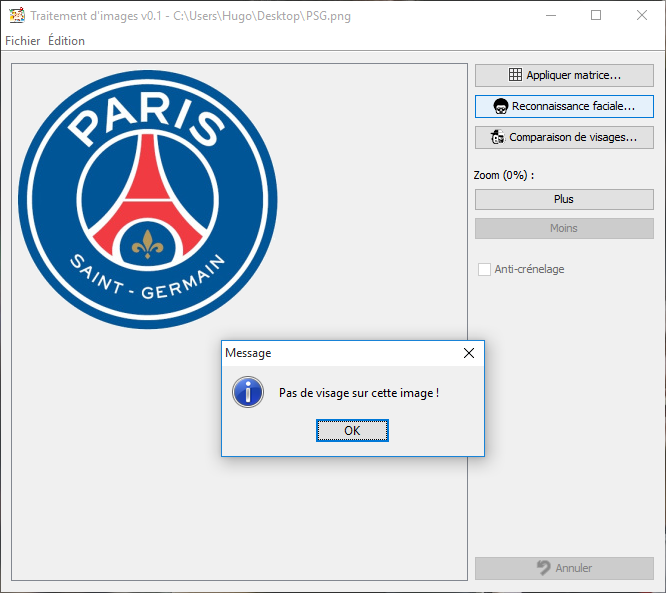 Traitement d'images v0.1 - C:\Users\Hugo\Desktop\PSG.png
Fichier Édition
PARIS
SAINT - GERMAIN
Appliquer matrice...
Reconnaissance faciale...
Comparaison de visages...
Zoom (0%) :
Plus
Moins
Anti-crénelage
Message
Pas de visage sur cette image !
OK
Annuler